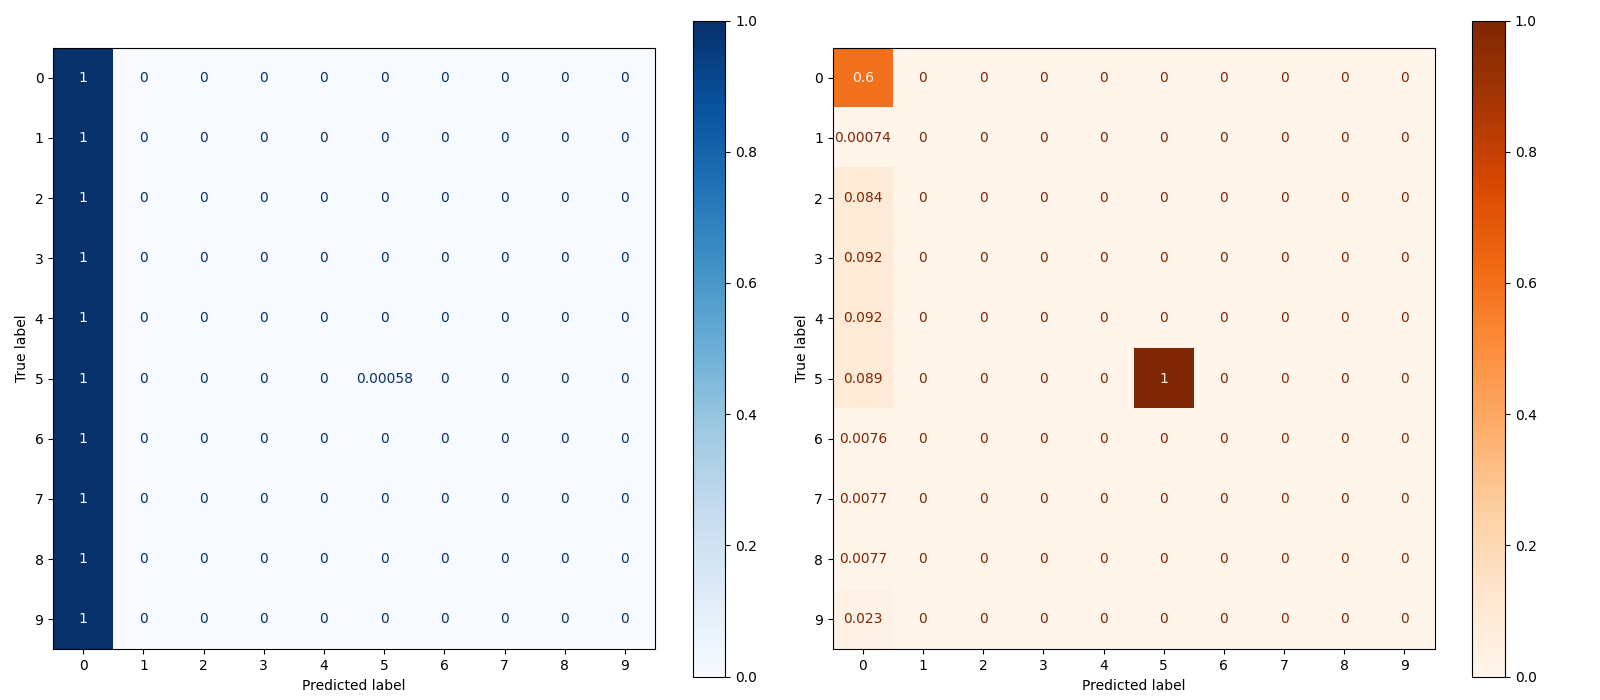 0 1 0 0 0 0 0 0 0 0 0
1 1 0 0 0 0 0 0 0 0 0
2 1 0 0 0 0 0 0 0 0 0
3 1 0 0 0 0 0 0 0 0 0
4 1 0 0 0 0 0 0 0 0 0
5 1 0 0 0 0 0.00058 0 0 0 0
6 1 0 0 0 0 0 0 0 0 0
7 1 0 0 0 0 0 0 0 0 0
8 1 0 0 0 0 0 0 0 0 0
9 1 0 0 0 0 0 0 0 0 0
0 1 2 3 4 5 6 7 8 9
True label
Predicted label
1.0
0.8
0.6
0.4
0.2
0.0
0 0.6 0 0 0 0 0 0 0 0 0
1 0.00074 0 0 0 0 0 0 0 0 0
2 0.084 0 0 0 0 0 0 0 0 0
3 0.092 0 0 0 0 0 0 0 0 0
4 0.092 0 0 0 0 0 0 0 0 0
5 0.089 0 0 0 0 1 0 0 0 0
6 0.0076 0 0 0 0 0 0 0 0 0
7 0.0077 0 0 0 0 0 0 0 0 0
8 0.0077 0 0 0 0 0 0 0 0 0
9 0.023 0 0 0 0 0 0 0 0 0
0 1 2 3 4 5 6 7 8 9
True label
Predicted label
1.0
0.8
0.6
0.4
0.2
0.0